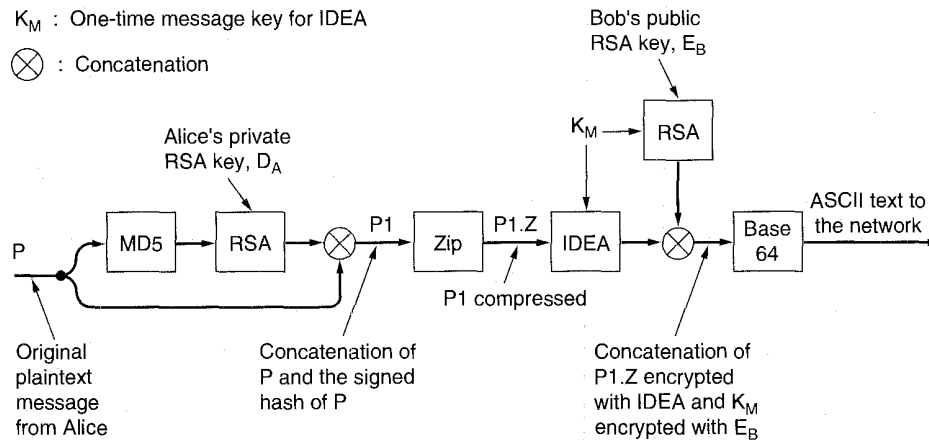 K_M : One-time message key for IDEA
: Concatenation
Bob's public
RSA key, E_B
Alice's private
RSA key, D_A
K_M
RSA
P
MD5
RSA
P1
Zip
P1.Z
IDEA
Base
64
ASCII text to
the network
P1 compressed
Original
plaintext
message
from Alice
Concatenation of
P and the signed
hash of P
Concatenation of
P1.Z encrypted
with IDEA and K_M
encrypted with E_B